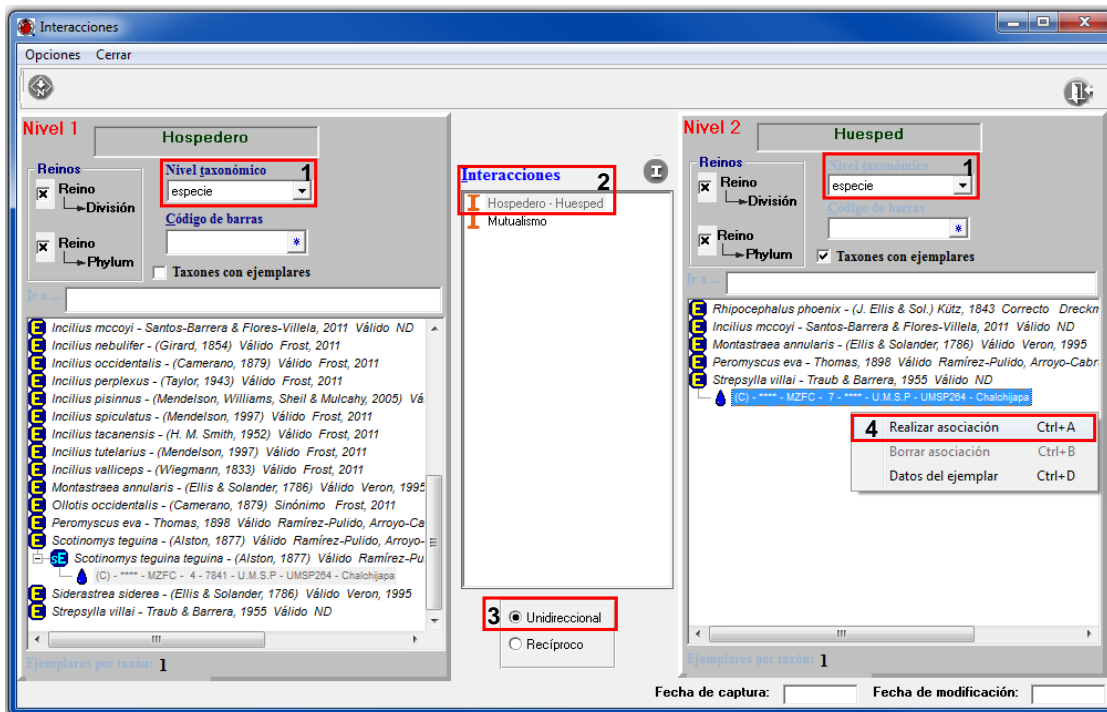 Interacciones
Opciones Cerrar
Nivel 1
Hospedero
Reinos
Reino
División
Reino
Phylum
Nivel taxonómico
1
especie
Código de barras
*
Taxones con ejemplares
Ir a ...
Incilius mccoyi - Santos-Barrera & Flores-Villela, 2011 Válido ND
Incilius nebulifer - (Girard, 1854) Válido Frost, 2011
Incilius occidentalis - (Camerano, 1879) Válido Frost, 2011
Incilius perplexus - (Taylor, 1943) Válido Frost, 2011
Incilius pisinnus - (Mendelson, Williams, Sheil & Mulcahy, 2005) Vá
Incilius spiculatus - (Mendelson, 1997) Válido Frost, 2011
Incilius tacanensis - (H. M. Smith, 1952) Válido Frost, 2011
Incilius tutelarius - (Mendelson, 1997) Válido Frost, 2011
Incilius valliceps - (Wiegmann, 1833) Válido Frost, 2011
Montastraea annularis - (Ellis & Solander, 1786) Válido Veron, 1995
Ollotis occidentalis - (Camerano, 1879) Sinónimo Frost, 2011
Peromyscus eva - Thomas, 1898 Válido Ramírez-Pulido, Arroyo-Ca
Scotinomys teguina - (Alston, 1877) Válido Ramírez-Pulido, Arroyo-
Scotinomys teguina teguina - (Alston, 1877) Válido Ramírez-Pu
(C) - **** - MZFC - 4 - 7841 - U.M.S.P - UMSP264 - Chalchijapa
Siderastrea siderea - (Ellis & Solander, 1786) Válido Veron, 1995
Strepsylla villai - Traub & Barrera, 1955 Válido ND
Ejemplares por taxón: 1
Interacciones
2
Hospedero - Huesped
Mutualismo
3 Unidireccional
Recíproco
Nivel 2
Huesped
Reinos
Reino
División
Reino
Phylum
Nivel taxonómico
1
especie
Código de barras
*
Taxones con ejemplares
Ir a ...
Rhipocephalus phoenix - (J. Ellis & Sol.) Kütz, 1843 Correcto Dreckm
Incilius mccoyi - Santos-Barrera & Flores-Villela, 2011 Válido ND
Montastraea annularis - (Ellis & Solander, 1786) Válido Veron, 1995
Peromyscus eva - Thomas, 1898 Válido Ramírez-Pulido, Arroyo-Cabr
Strepsylla villai - Traub & Barrera, 1955 Válido ND
(C) - **** - MZFC - 7 - **** - U.M.S.P - UMSP264 - Chalchijapa
4 Realizar asociación Ctrl+A
Borrar asociación Ctrl+B
Datos del ejemplar Ctrl+D
Ejemplares por taxón: 1
Fecha de captura: Fecha de modificación: